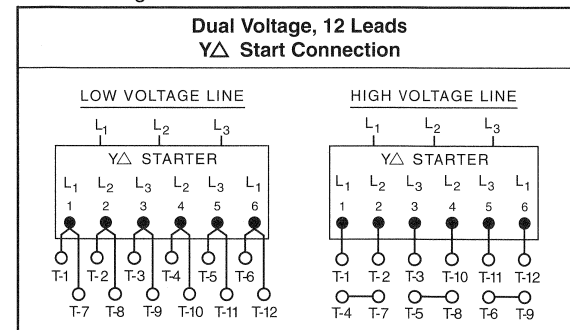 Dual Voltage, 12 Leads
Y△ Start Connection
LOW VOLTAGE LINE
L1 L2 L3
Y△ STARTER
L1 L2 L3 L2 L3 L1
1 2 3 4 5 6
T-1 T-2 T-3 T-4 T-5 T-6
T-7 T-8 T-9 T-10 T-11 T-12
HIGH VOLTAGE LINE
L1 L2 L3
Y△ STARTER
L1 L2 L3 L2 L3 L1
1 2 3 4 5 6
T-1 T-2 T-3 T-10 T-11 T-12
T-4 T-7 T-5 T-8 T-6 T-9